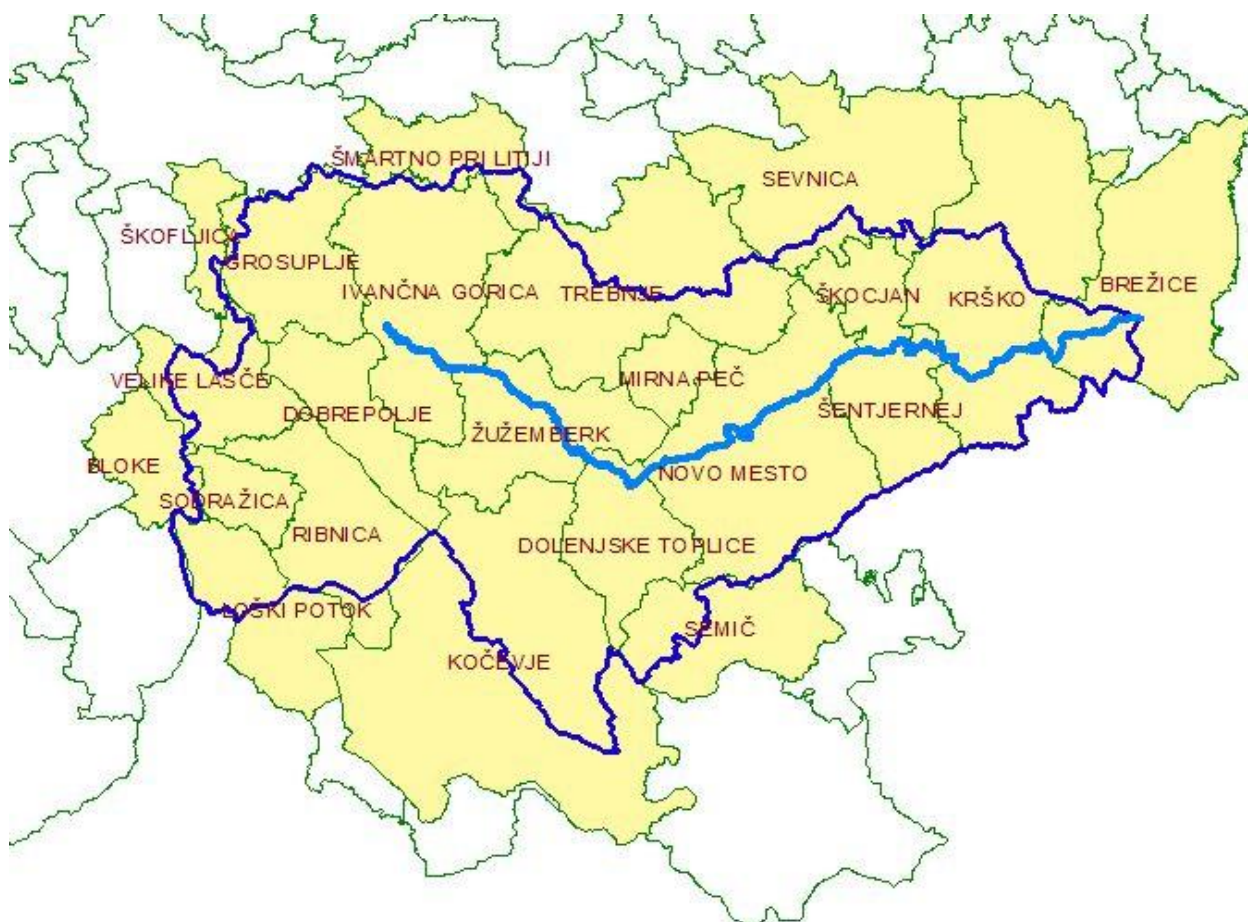 ŠMARTNO PRI LITIJI
SEVNICA
ŠKOFLJICA
GROSUPLJE
IVANČNA GORICA
TREBNJE
ŠKOCJAN
KRŠKO
BREŽICE
VELIKE LAŠČE
MIRNA PEČ
DOBREPOLJE
ŠENTJERNEJ
ŽUŽEMBERK
BLOKE
NOVO MESTO
SODRAŽICA
RIBNICA
DOLENJSKE TOPLICE
LOŠKI POTOK
SEMIČ
KOČEVJE